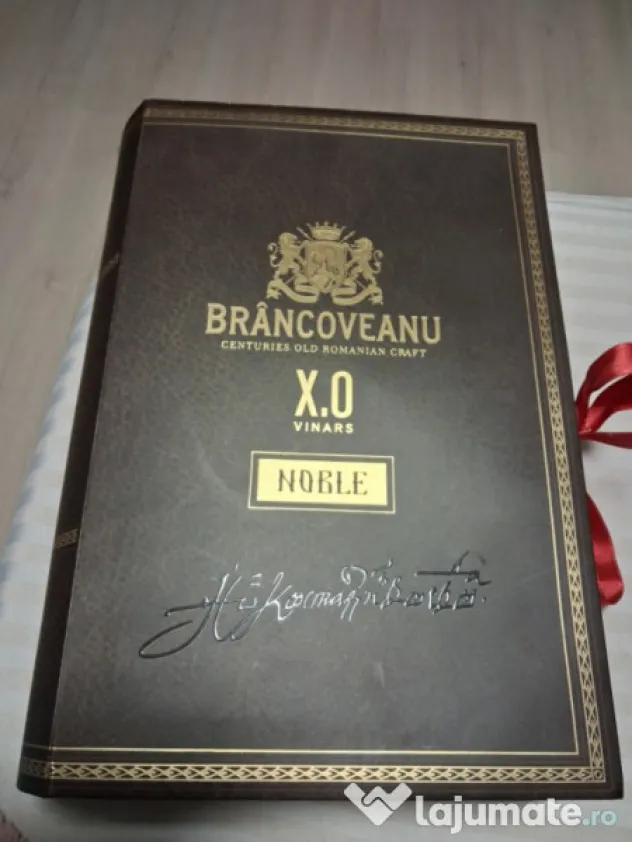 BRÂNCOVEANU
CENTURIES OLD ROMANIAN CRAFT
X.O
VINARS
NOBLE
lajumate.ro